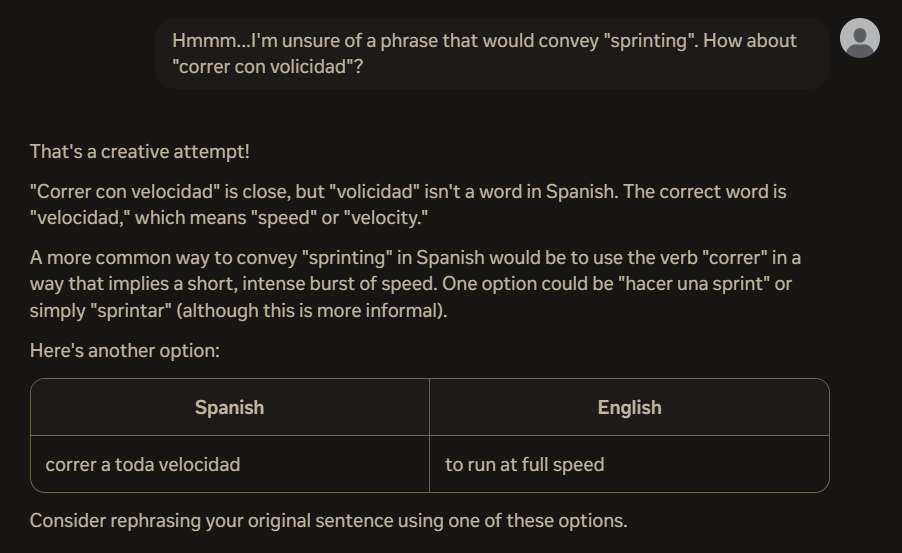 Hmmm...I'm unsure of a phrase that would convey "sprinting". How about
"correr con volicidad"?
That's a creative attempt!
"Correr con velocidad" is close, but "volicidad" isn't a word in Spanish. The correct word is
"velocidad," which means "speed" or "velocity."
A more common way to convey "sprinting" in Spanish would be to use the verb "correr" in a
way that implies a short, intense burst of speed. One option could be "hacer una sprint" or
simply "sprintar" (although this is more informal).
Here's another option:
Spanish English
correr a toda velocidad to run at full speed
Consider rephrasing your original sentence using one of these options.